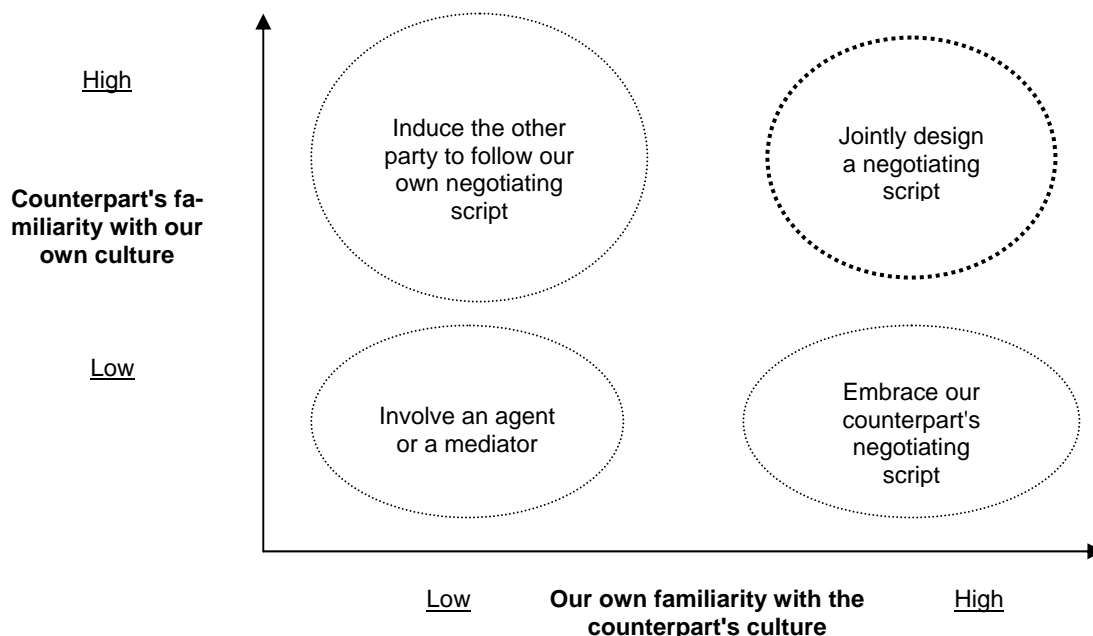 High
Counterpart's fa-
miliarity with our
own culture
Low
Induce the other
party to follow our
own negotiating
script
Jointly design
a negotiating
script
Involve an agent
or a mediator
Embrace our
counterpart's
negotiating
script
Low
Our own familiarity with the
counterpart's culture
High